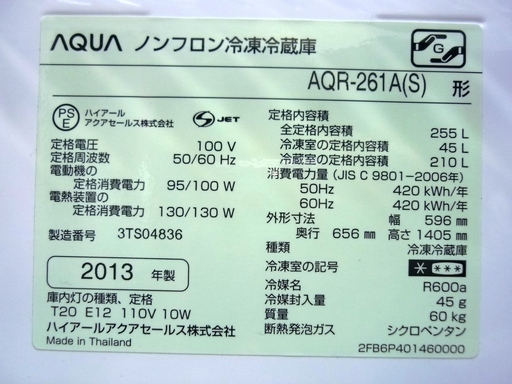 AQUA ノンフロン冷凍冷蔵庫
G
AQR-261A(S) 形
PS
E
ハイアール
アクアセールス株式会社
S JET
定格電圧 100 V
定格周波数 50/60 Hz
電動機の
定格消費電力 95/100 W
電熱装置の
定格消費電力 130/130 W
製造番号 3TS04836
2013 年製
庫内灯の種類、定格
T20 E12 110V 10W
ハイアールアクアセールス株式会社
Made in Thailand
定格内容積
全定格内容積 255 L
冷凍室の定格内容積 45 L
冷蔵室の定格内容積 210 L
消費電力量 (JIS C 9801-2006年)
50Hz 420 kWh/年
60Hz 420 kWh/年
外形寸法 幅 596 ㎜
奥行 656 ㎜ 高さ 1405 ㎜
種類 冷凍冷蔵庫
冷凍室の記号
冷媒名 R600a
冷媒封入量 45 g
質量 60 kg
断熱発泡ガス シクロペンタン
2FB6P401460000